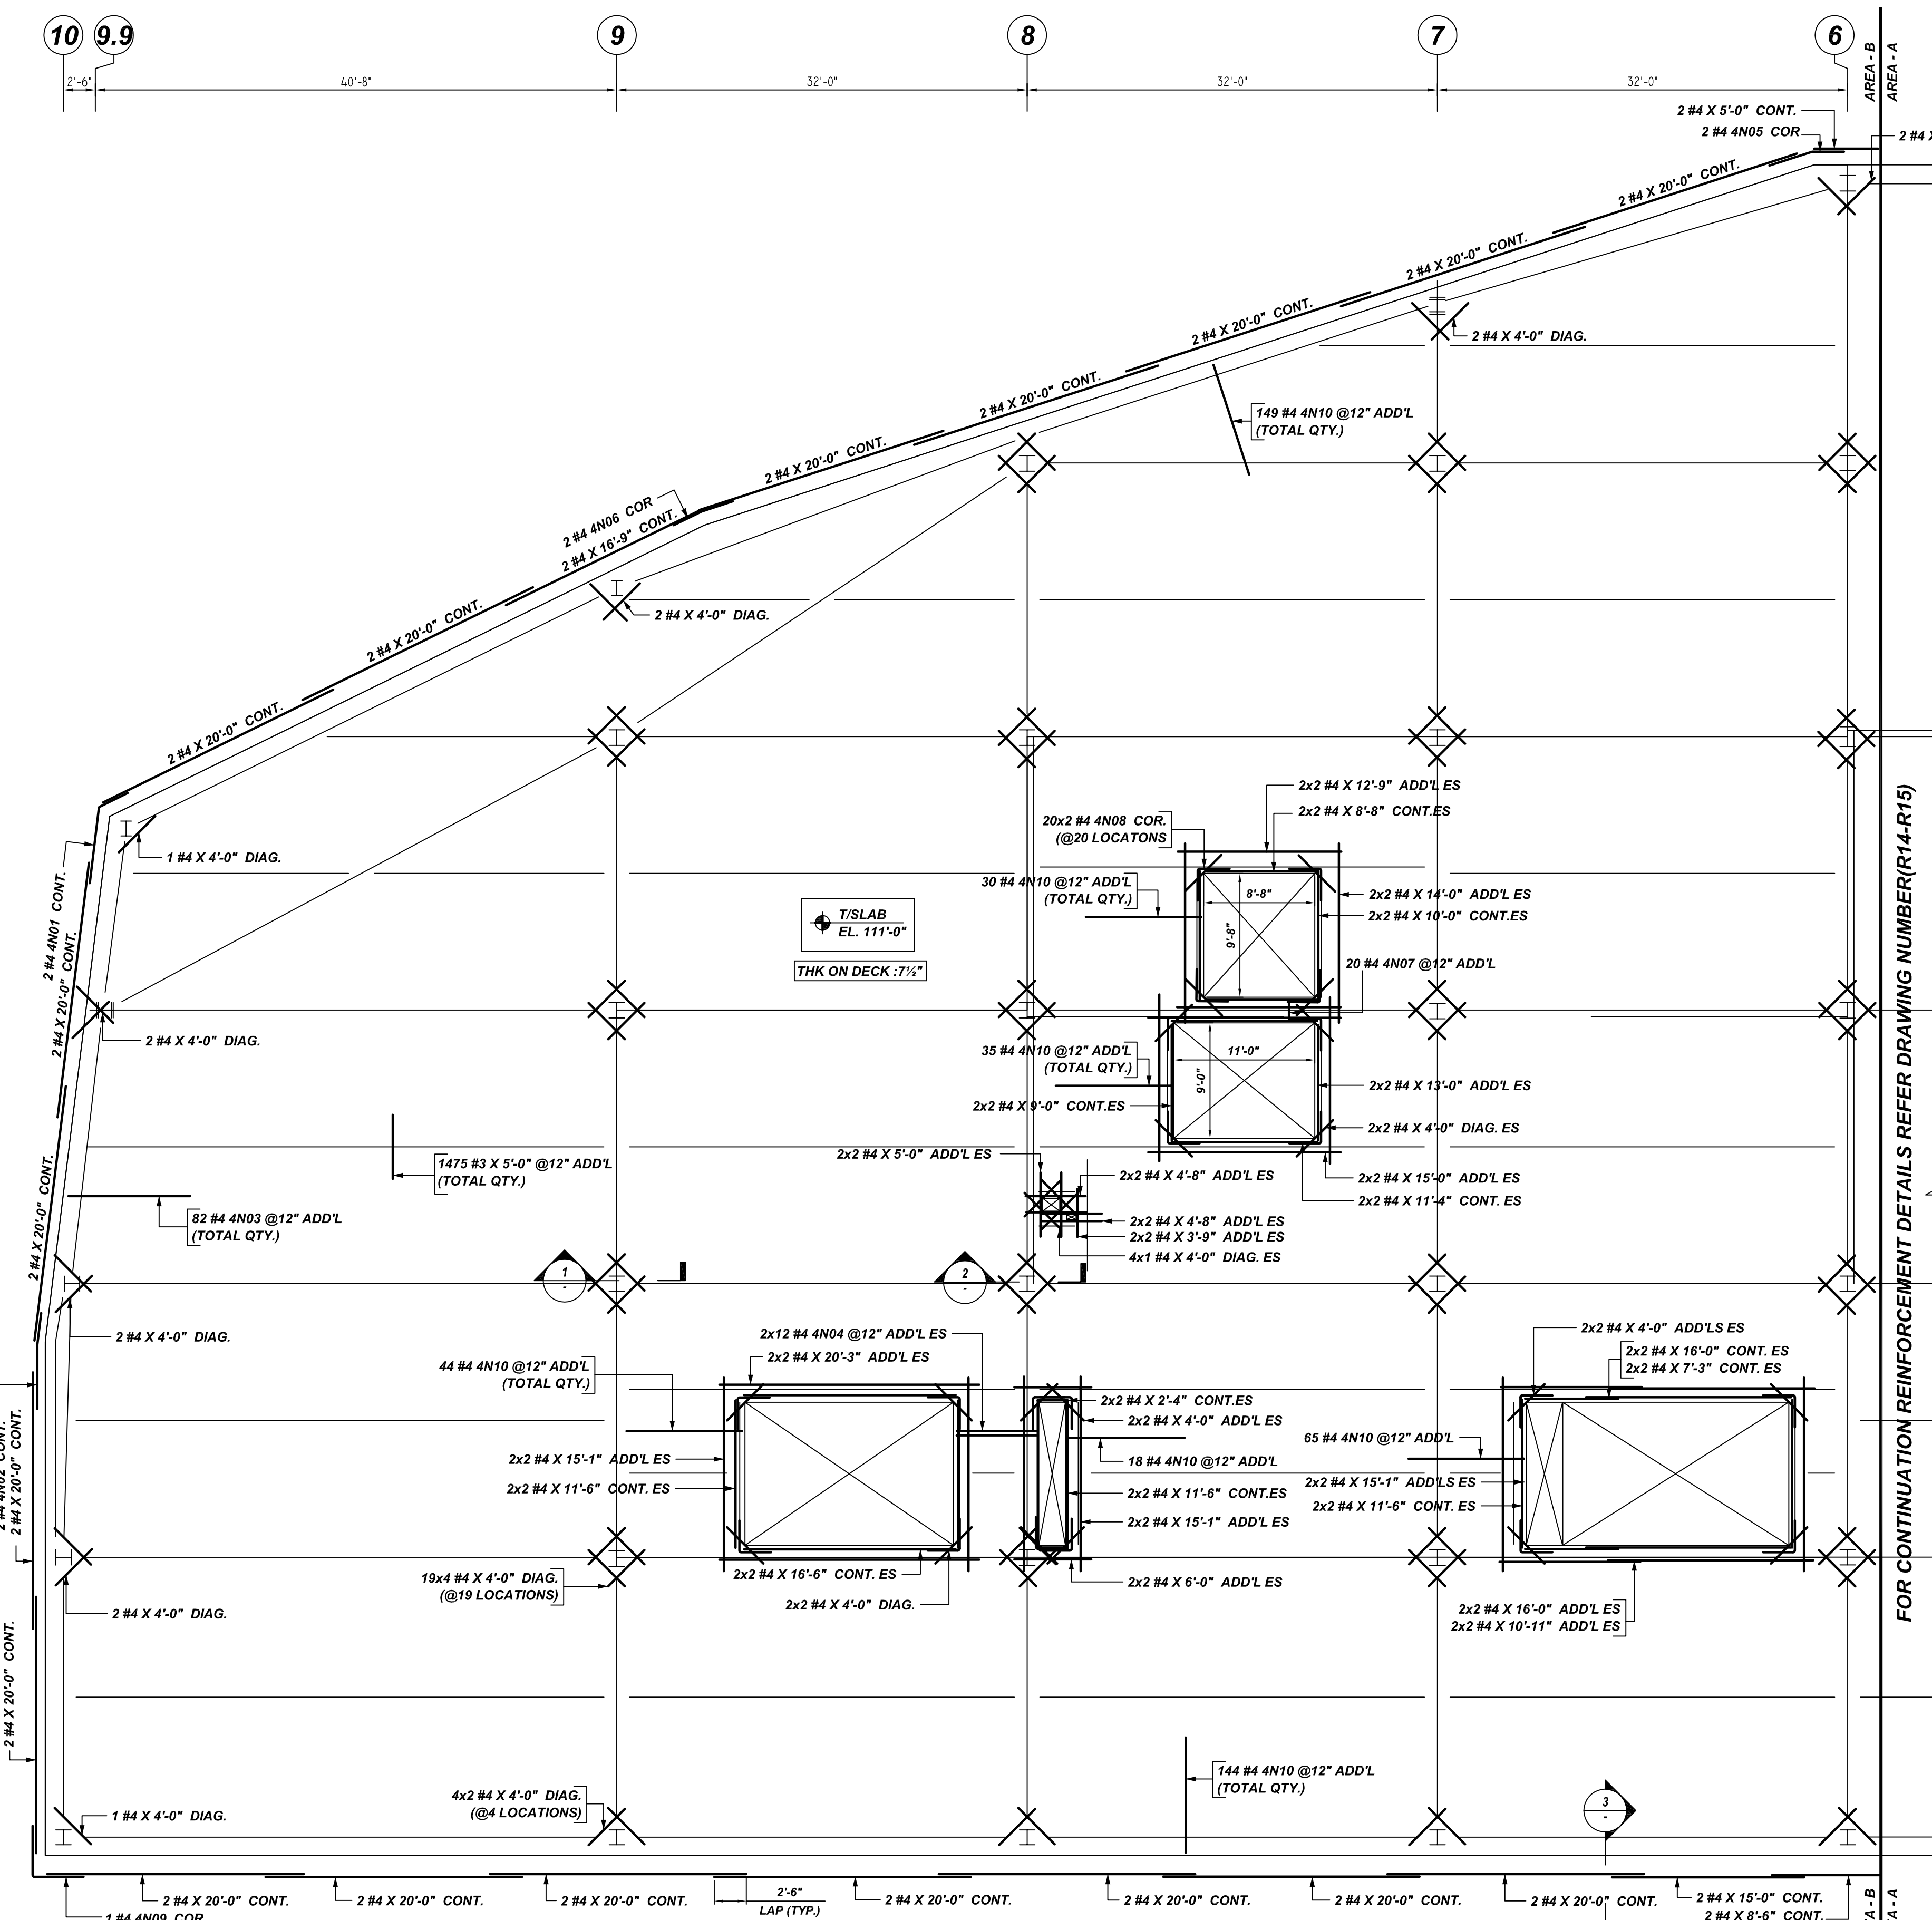 10
9.9
9
8
7
6
2'-6"
40'-8"
32'-0"
32'-0"
32'-0"
AREA - B
AREA - A
2 #4 X 5'-0" CONT.
2 #4 4N05 COR
2 #4
2 #4 X 20'-0" CONT.
2 #4 X 20'-0" CONT.
2 #4 X 20'-0" CONT.
2 #4 X 4'-0" DIAG.
2 #4 X 20'-0" CONT.
149 #4 4N10 @12" ADD'L
(TOTAL QTY.)
2 #4 X 20'-0" CONT.
2 #4 4N06 COR
2 #4 X 16'-9" CONT.
2 #4 X 4'-0" DIAG.
2 #4 X 20'-0" CONT.
2 #4 X 20'-0" CONT.
2x2 #4 X 12'-9" ADD'L ES
2x2 #4 X 8'-8" CONT.ES
20x2 #4 4N08 COR.
(@20 LOCATONS
1 #4 X 4'-0" DIAG.
30 #4 4N10 @12" ADD'L
(TOTAL QTY.)
8'-8"
9'-8"
2x2 #4 X 14'-0" ADD'L ES
2x2 #4 X 10'-0" CONT.ES
T/SLAB
EL. 111'-0"
THK ON DECK :7½"
2 #4 4N01 CONT.
2 #4 X 20'-0" CONT.
20 #4 4N07 @12" ADD'L
2 #4 X 4'-0" DIAG.
35 #4 4N10 @12" ADD'L
(TOTAL QTY.)
11'-0"
9'-0"
2x2 #4 X 13'-0" ADD'L ES
2x2 #4 X 9'-0" CONT.ES
2x2 #4 X 4'-0" DIAG. ES
2x2 #4 X 5'-0" ADD'L ES
1475 #3 X 5'-0" @12" ADD'L
(TOTAL QTY.)
2x2 #4 X 4'-8" ADD'L ES
2x2 #4 X 15'-0" ADD'L ES
2x2 #4 X 11'-4" CONT. ES
82 #4 4N03 @12" ADD'L
(TOTAL QTY.)
2x2 #4 X 4'-8" ADD'L ES
2x2 #4 X 3'-9" ADD'L ES
4x1 #4 X 4'-0" DIAG. ES
2 #4 X 20'-0" CONT.
1
-
2
-
FOR CONTINUATION REINFORCEMENT DETAILS REFER DRAWING NUMBER(R14-R15)
2 #4 X 4'-0" DIAG.
2x12 #4 4N04 @12" ADD'L ES
2x2 #4 X 20'-3" ADD'L ES
44 #4 4N10 @12" ADD'L
(TOTAL QTY.)
2x2 #4 X 4'-0" ADD'LS ES
2x2 #4 X 16'-0" CONT. ES
2x2 #4 X 7'-3" CONT. ES
2x2 #4 X 2'-4" CONT.ES
2x2 #4 X 4'-0" ADD'L ES
65 #4 4N10 @12" ADD'L
18 #4 4N10 @12" ADD'L
2x2 #4 X 15'-1" ADD'L ES
2x2 #4 X 11'-6" CONT. ES
2x2 #4 X 15'-1" ADD'LS ES
2x2 #4 X 11'-6" CONT. ES
2x2 #4 X 11'-6" CONT.ES
2x2 #4 X 15'-1" ADD'L ES
2 #4 4N02 CONT.
2 #4 X 20'-0" CONT.
19x4 #4 X 4'-0" DIAG.
(@19 LOCATIONS)
2x2 #4 X 16'-6" CONT. ES
2x2 #4 X 4'-0" DIAG.
2x2 #4 X 6'-0" ADD'L ES
2x2 #4 X 16'-0" ADD'L ES
2x2 #4 X 10'-11" ADD'L ES
2 #4 X 4'-0" DIAG.
2 #4 X 20'-0" CONT.
144 #4 4N10 @12" ADD'L
(TOTAL QTY.)
4x2 #4 X 4'-0" DIAG.
(@4 LOCATIONS)
1 #4 X 4'-0" DIAG.
3
-
2 #4 X 20'-0" CONT.
2 #4 X 20'-0" CONT.
2 #4 X 20'-0" CONT.
2'-6"
LAP (TYP.)
2 #4 X 20'-0" CONT.
2 #4 X 20'-0" CONT.
2 #4 X 20'-0" CONT.
2 #4 X 20'-0" CONT.
2 #4 X 15'-0" CONT.
2 #4 X 8'-6" CONT.
1 #4 4N09 COR
A - B
A - A